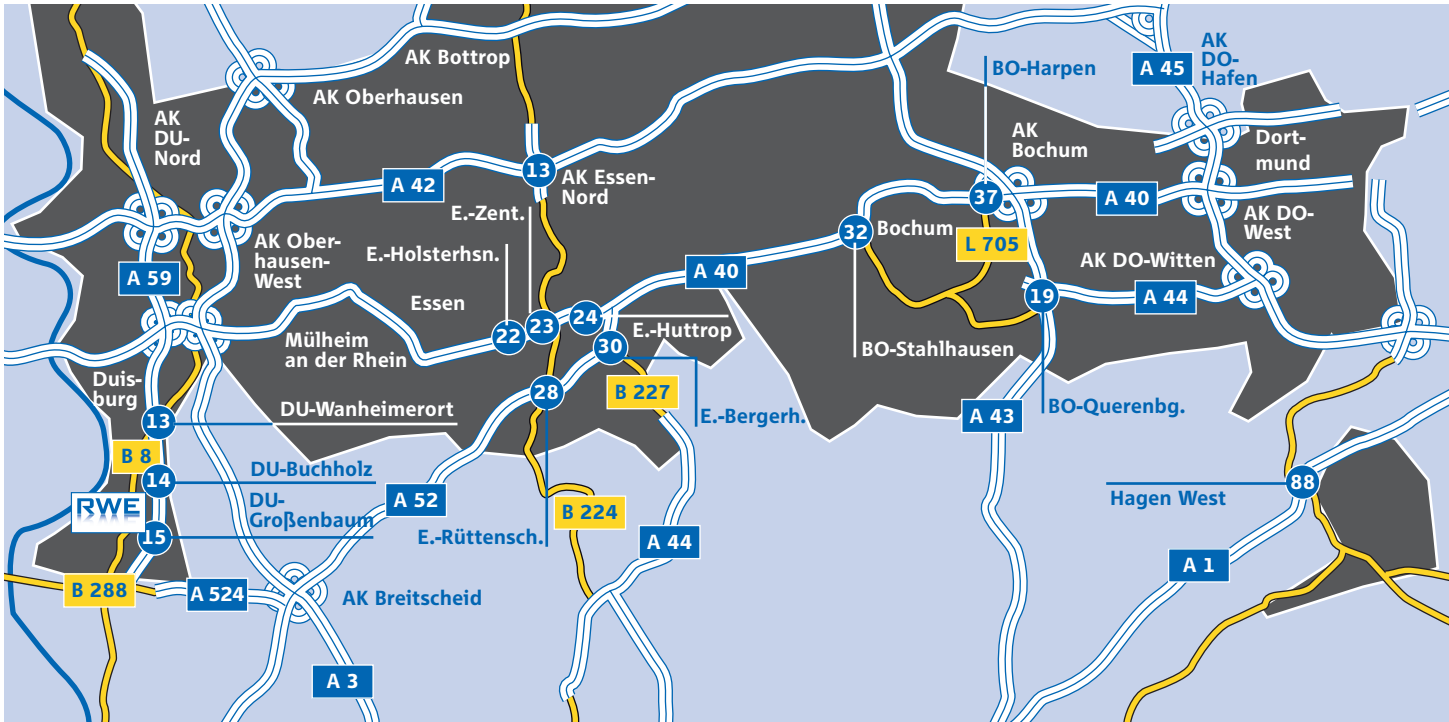 AK Bottrop
AK Oberhausen
AK
DU-
Nord
A 42
13
AK Essen-
Nord
E.-Zent.
E.-Holsterhsn.
AK Ober-
hausen-
West
A 59
Essen
Mülheim
an der Rhein
22
23
24
30
E.-Huttrop
A 40
32
Bochum
BO-Stahlhausen
BO-Harpen
37
L 705
AK
Bochum
A 45
AK
DO-
Hafen
Dort-
mund
A 40
AK DO-
West
AK DO-Witten
19
A 44
A 43
BO-Querenbg.
Duis-
burg
13
DU-Wanheimerort
B 8
14
DU-Buchholz
RWE
DU-
Großenbaum
15
B 288
A 524
AK Breitscheid
A 3
A 52
28
E.-Rüttensch.
B 227
E.-Bergerh.
B 224
A 44
88
Hagen West
A 1